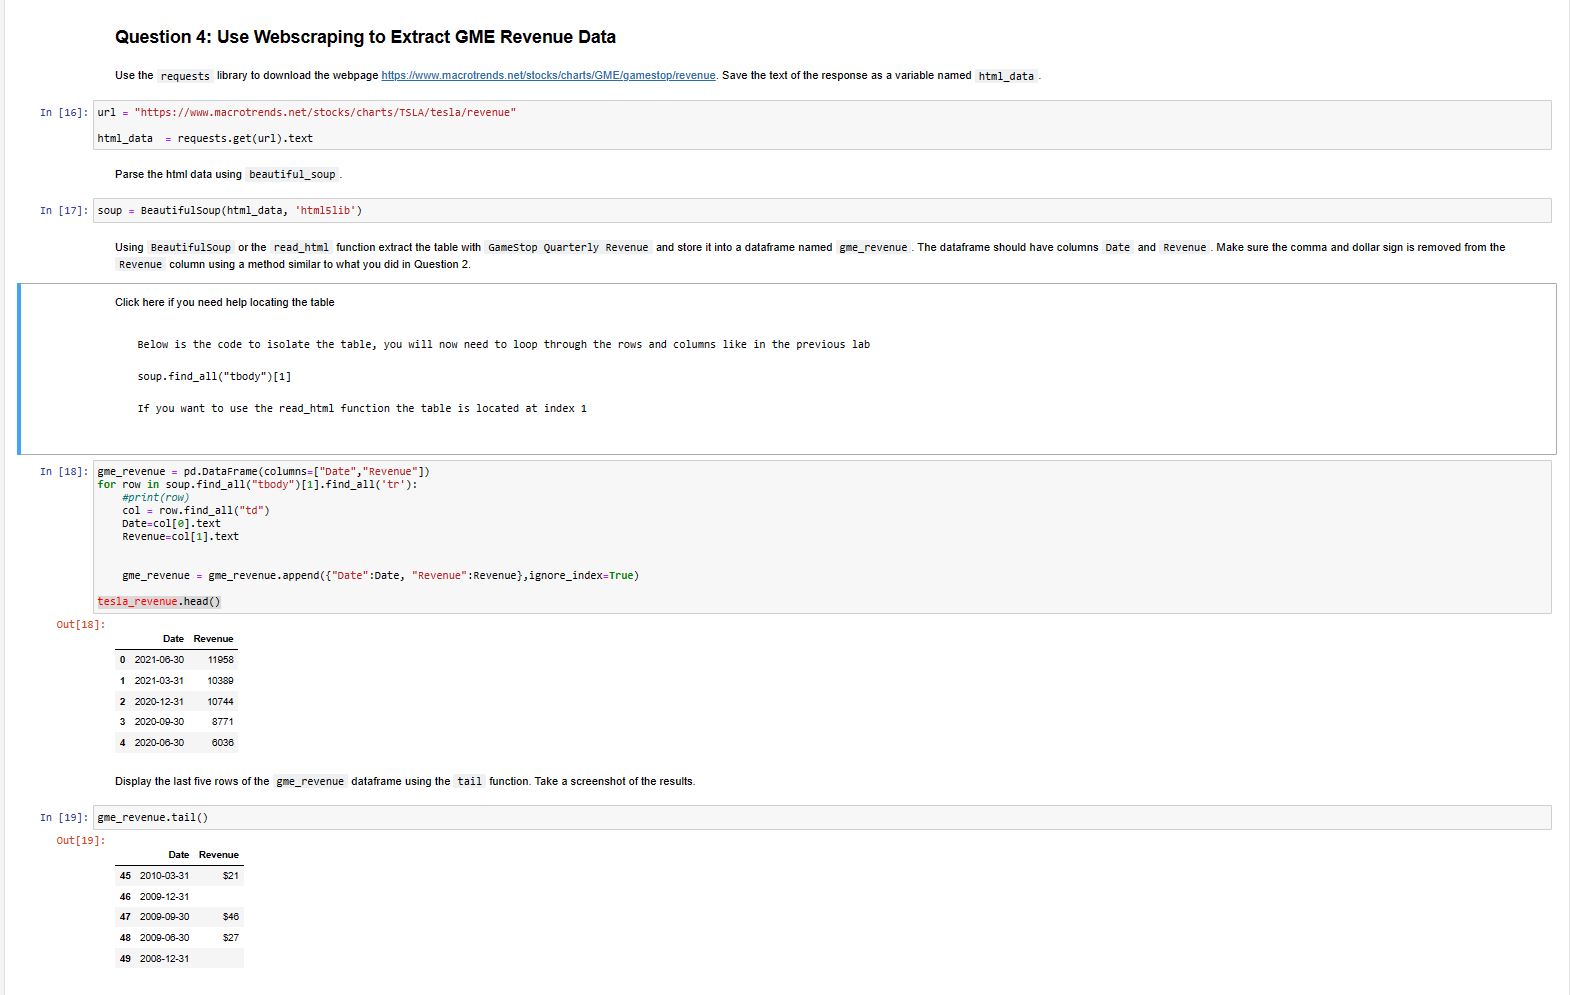 Question 4: Use Webscraping to Extract GME Revenue Data
Use the requests library to download the webpage https://www.macrotrends.net/stocks/charts/GME/gamestop/revenue. Save the text of the response as a variable named html_data .
In [16]: url = "https://www.macrotrends.net/stocks/charts/TSLA/tesla/revenue"
html_data  = requests.get(url).text
Parse the html data using beautiful_soup .
In [17]: soup = BeautifulSoup(html_data, 'html5lib')
Using BeautifulSoup or the read_html function extract the table with GameStop Quarterly Revenue and store it into a dataframe named gme_revenue . The dataframe should have columns Date and Revenue . Make sure the comma and dollar sign is removed from the
Revenue column using a method similar to what you did in Question 2.
Click here if you need help locating the table
Below is the code to isolate the table, you will now need to loop through the rows and columns like in the previous lab
soup.find_all("tbody")[1]
If you want to use the read_html function the table is located at index 1
In [18]: gme_revenue = pd.DataFrame(columns=["Date","Revenue"])
for row in soup.find_all("tbody")[1].find_all('tr'):
#print(row)
col = row.find_all("td")
Date=col[0].text
Revenue=col[1].text
gme_revenue = gme_revenue.append({"Date":Date, "Revenue":Revenue},ignore_index=True)
tesla_revenue.head()
Out[18]:
Date Revenue
0 2021-06-30 11958
1 2021-03-31 10389
2 2020-12-31 10744
3 2020-09-30 8771
4 2020-06-30 6036
Display the last five rows of the gme_revenue dataframe using the tail function. Take a screenshot of the results.
In [19]: gme_revenue.tail()
Out[19]:
Date Revenue
45 2010-03-31 $21
46 2009-12-31
47 2009-09-30 $46
48 2009-06-30 $27
49 2008-12-31